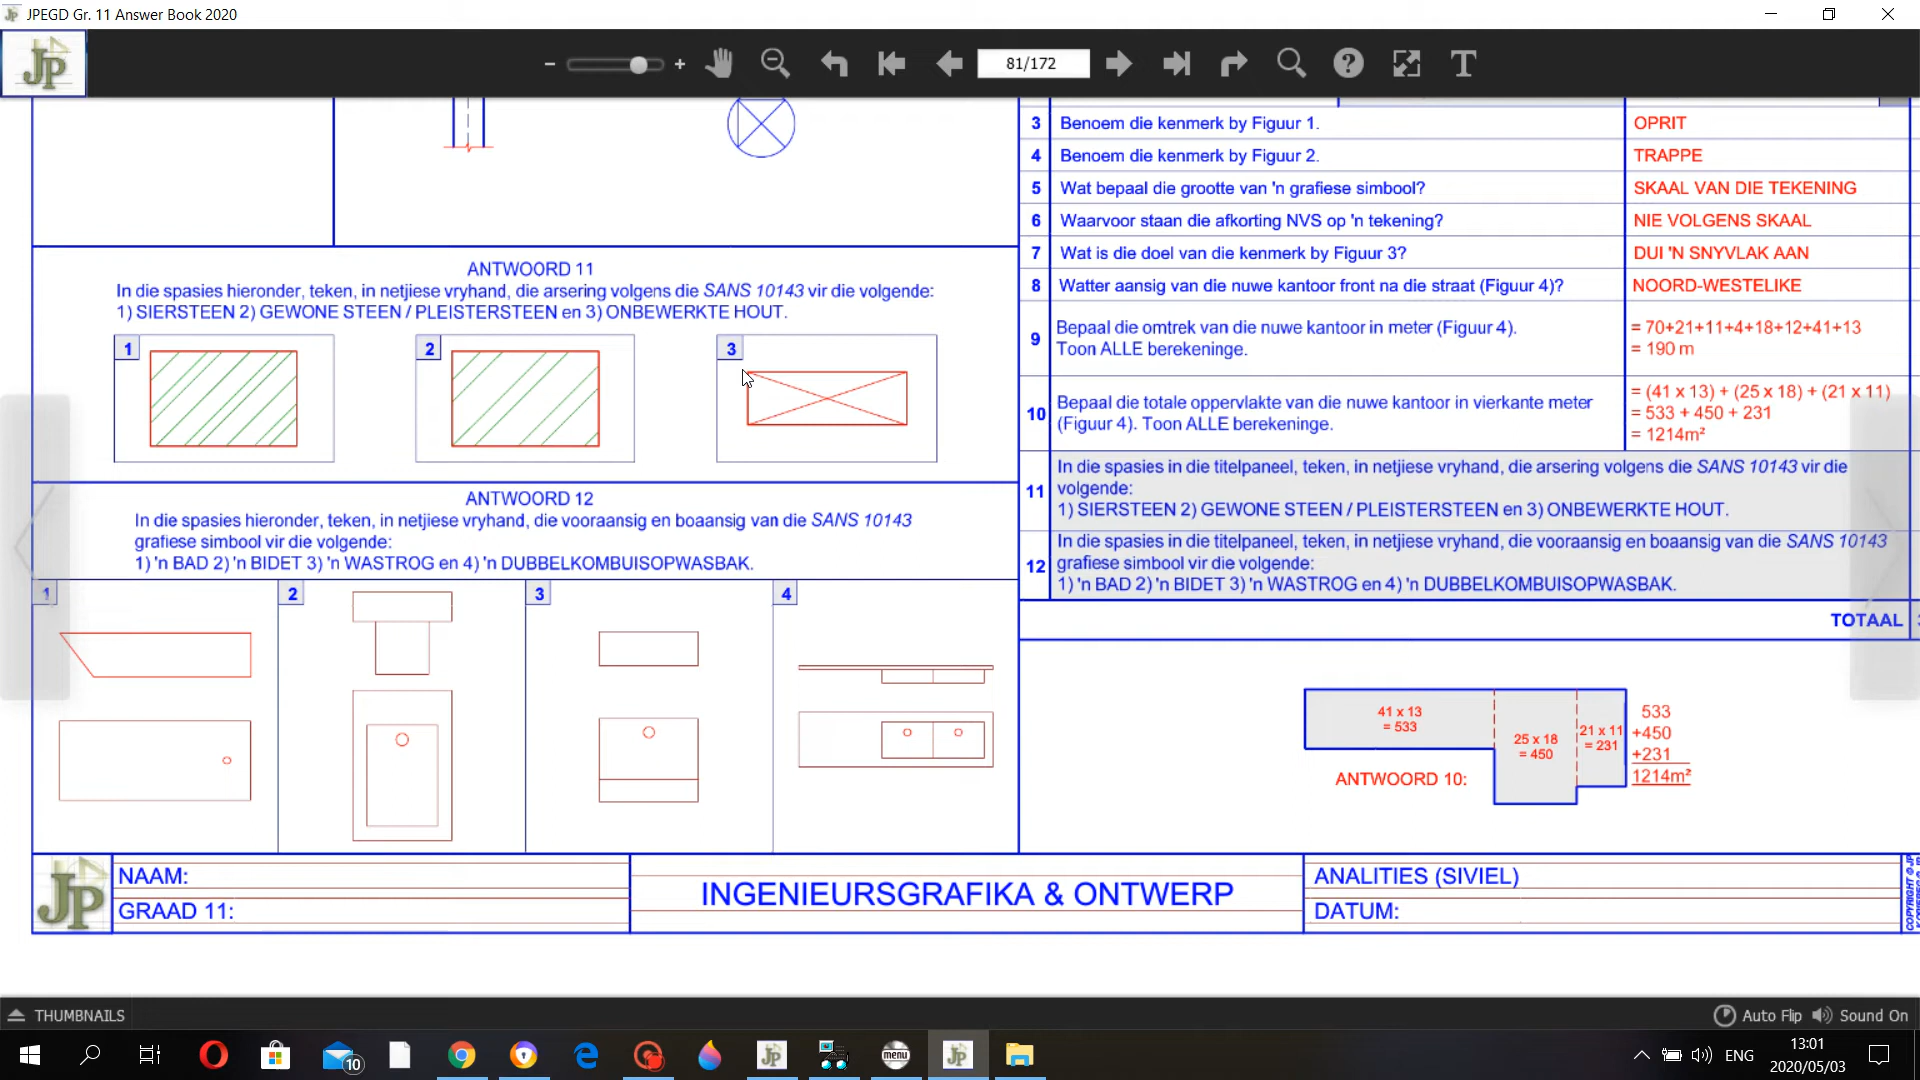 JPEGD Gr. 11 Answer Book 2020
JP
81/172
3 Benoem die kenmerk by Figuur 1. OPRIT
4 Benoem die kenmerk by Figuur 2. TRAPPE
5 Wat bepaal die grootte van 'n grafiese simbool? SKAAL VAN DIE TEKENING
6 Waarvoor staan die afkorting NVS op 'n tekening? NIE VOLGENS SKAAL
7 Wat is die doel van die kenmerk by Figuur 3? DUI 'N SNYVLAK AAN
8 Watter aansig van die nuwe kantoor front na die straat (Figuur 4)? NOORD-WESTELIKE
9 Bepaal die omtrek van die nuwe kantoor in meter (Figuur 4). = 70+21+11+4+18+12+41+13
Toon ALLE berekeninge. = 190 m
10 Bepaal die totale oppervlakte van die nuwe kantoor in vierkante meter = (41 x 13) + (25 x 18) + (21 x 11)
(Figuur 4). Toon ALLE berekeninge. = 533 + 450 + 231
= 1214m²
11 In die spasies in die titelpaneel, teken, in netjiese vryhand, die arsering volgens die SANS 10143 vir die
volgende:
1) SIERSTEEN 2) GEWONE STEEN / PLEISTERSTEEN en 3) ONBEWERKTE HOUT.
12 In die spasies in die titelpaneel, teken, in netjiese vryhand, die vooraansig en boaansig van die SANS 10143
grafiese simbool vir die volgende:
1) 'n BAD 2) 'n BIDET 3) 'n WASTROG en 4) 'n DUBBELKOMBUISOPWASBAK.
TOTAAL
ANTWOORD 11
In die spasies hieronder, teken, in netjiese vryhand, die arsering volgens die SANS 10143 vir die volgende:
1) SIERSTEEN 2) GEWONE STEEN / PLEISTERSTEEN en 3) ONBEWERKTE HOUT.
1 2 3
ANTWOORD 12
In die spasies hieronder, teken, in netjiese vryhand, die vooraansig en boaansig van die SANS 10143
grafiese simbool vir die volgende:
1) 'n BAD 2) 'n BIDET 3) 'n WASTROG en 4) 'n DUBBELKOMBUISOPWASBAK.
1 2 3 4
41 x 13
= 533
25 x 18
= 450
21 x 11
= 231
533
+450
+231
1214m²
ANTWOORD 10:
JP
NAAM:
GRAAD 11:
INGENIEURSGRAFIKA & ONTWERP
ANALITIES (SIVIEL)
DATUM:
THUMBNAILS
Auto Flip Sound On
10
JP
menu
JP
ENG
13:01
2020/05/03